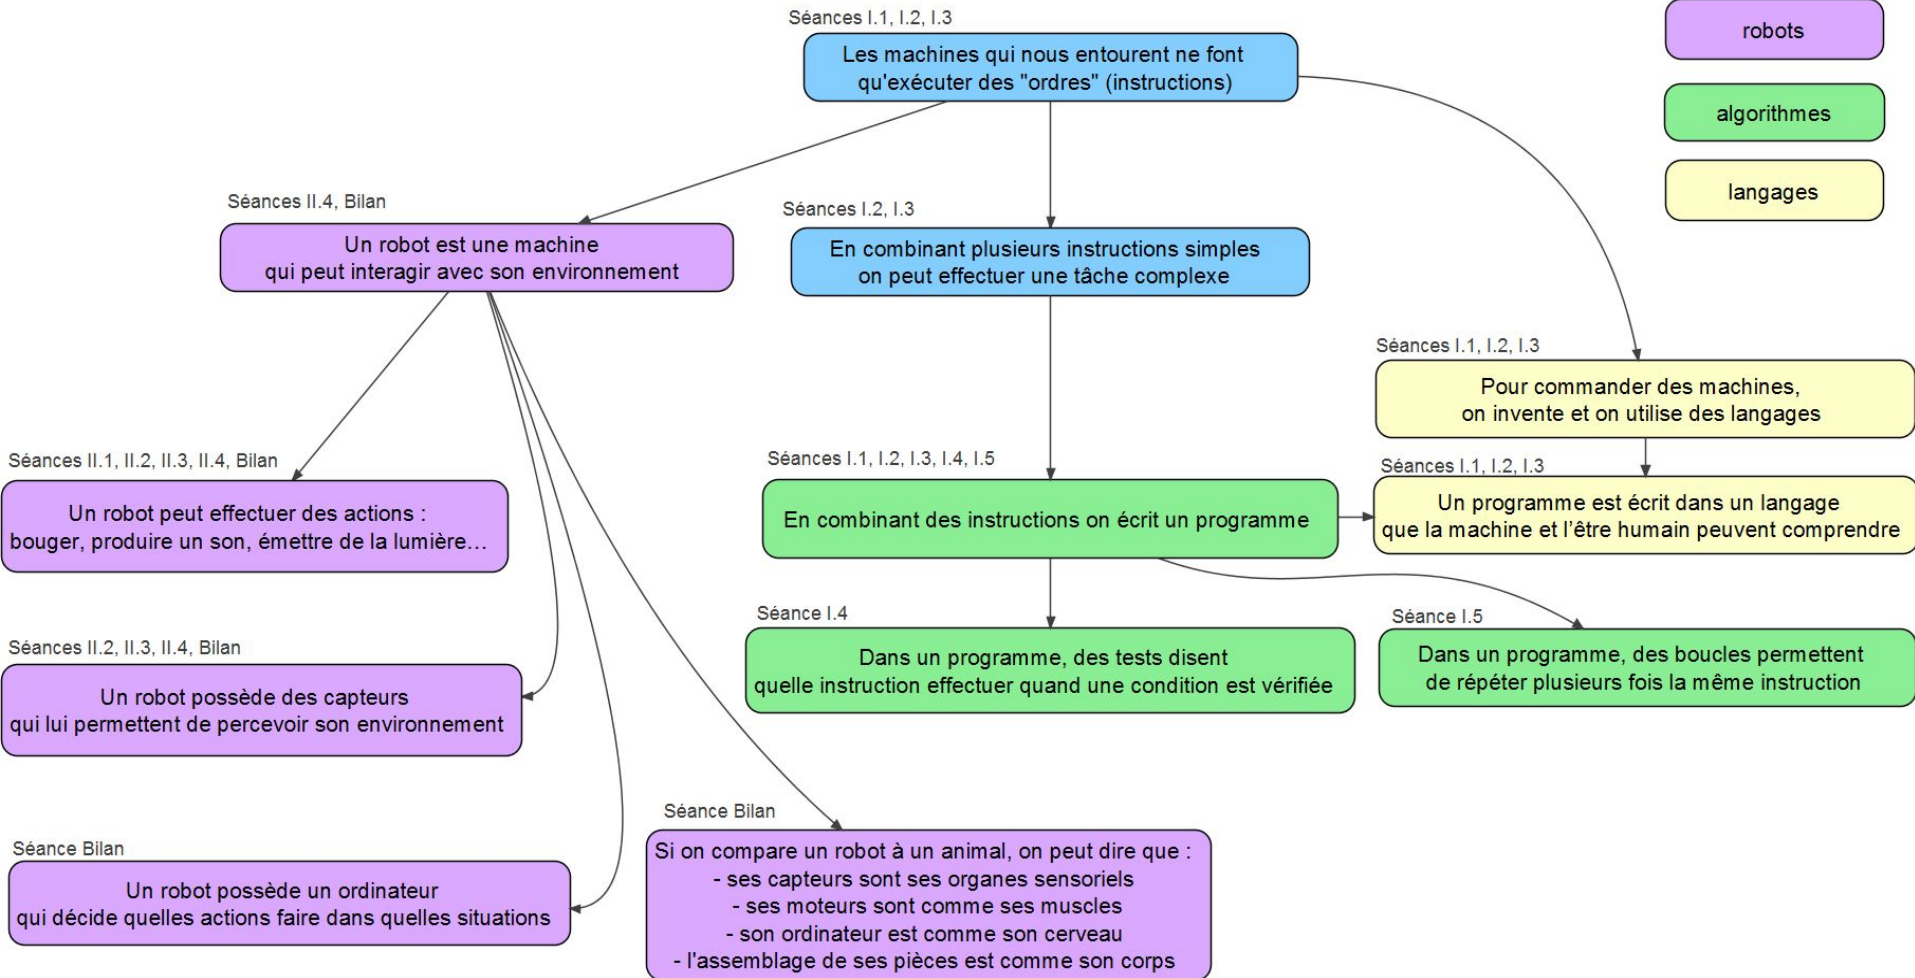 Séances I.1, I.2, I.3
Les machines qui nous entourent ne font
qu'exécuter des "ordres" (instructions)
robots
algorithmes
langages
Séances II.4, Bilan
Un robot est une machine
qui peut interagir avec son environnement
Séances I.2, I.3
En combinant plusieurs instructions simples
on peut effectuer une tâche complexe
Séances I.1, I.2, I.3
Pour commander des machines,
on invente et on utilise des langages
Séances II.1, II.2, II.3, II.4, Bilan
Un robot peut effectuer des actions :
bouger, produire un son, émettre de la lumière…
Séances I.1, I.2, I.3, I.4, I.5
En combinant des instructions on écrit un programme
Séances I.1, I.2, I.3
Un programme est écrit dans un langage
que la machine et l’être humain peuvent comprendre
Séances II.2, II.3, II.4, Bilan
Un robot possède des capteurs
qui lui permettent de percevoir son environnement
Séance I.4
Dans un programme, des tests disent
quelle instruction effectuer quand une condition est vérifiée
Séance I.5
Dans un programme, des boucles permettent
de répéter plusieurs fois la même instruction
Séance Bilan
Un robot possède un ordinateur
qui décide quelles actions faire dans quelles situations
Séance Bilan
Si on compare un robot à un animal, on peut dire que :
- ses capteurs sont ses organes sensoriels
- ses moteurs sont comme ses muscles
- son ordinateur est comme son cerveau
- l'assemblage de ses pièces est comme son corps